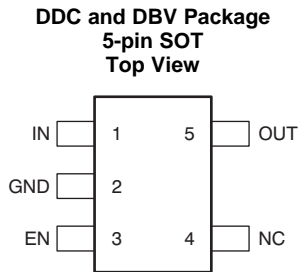 DDC and DBV Package
5-pin SOT
Top View
IN 1 5 OUT
GND 2
EN 3 4 NC